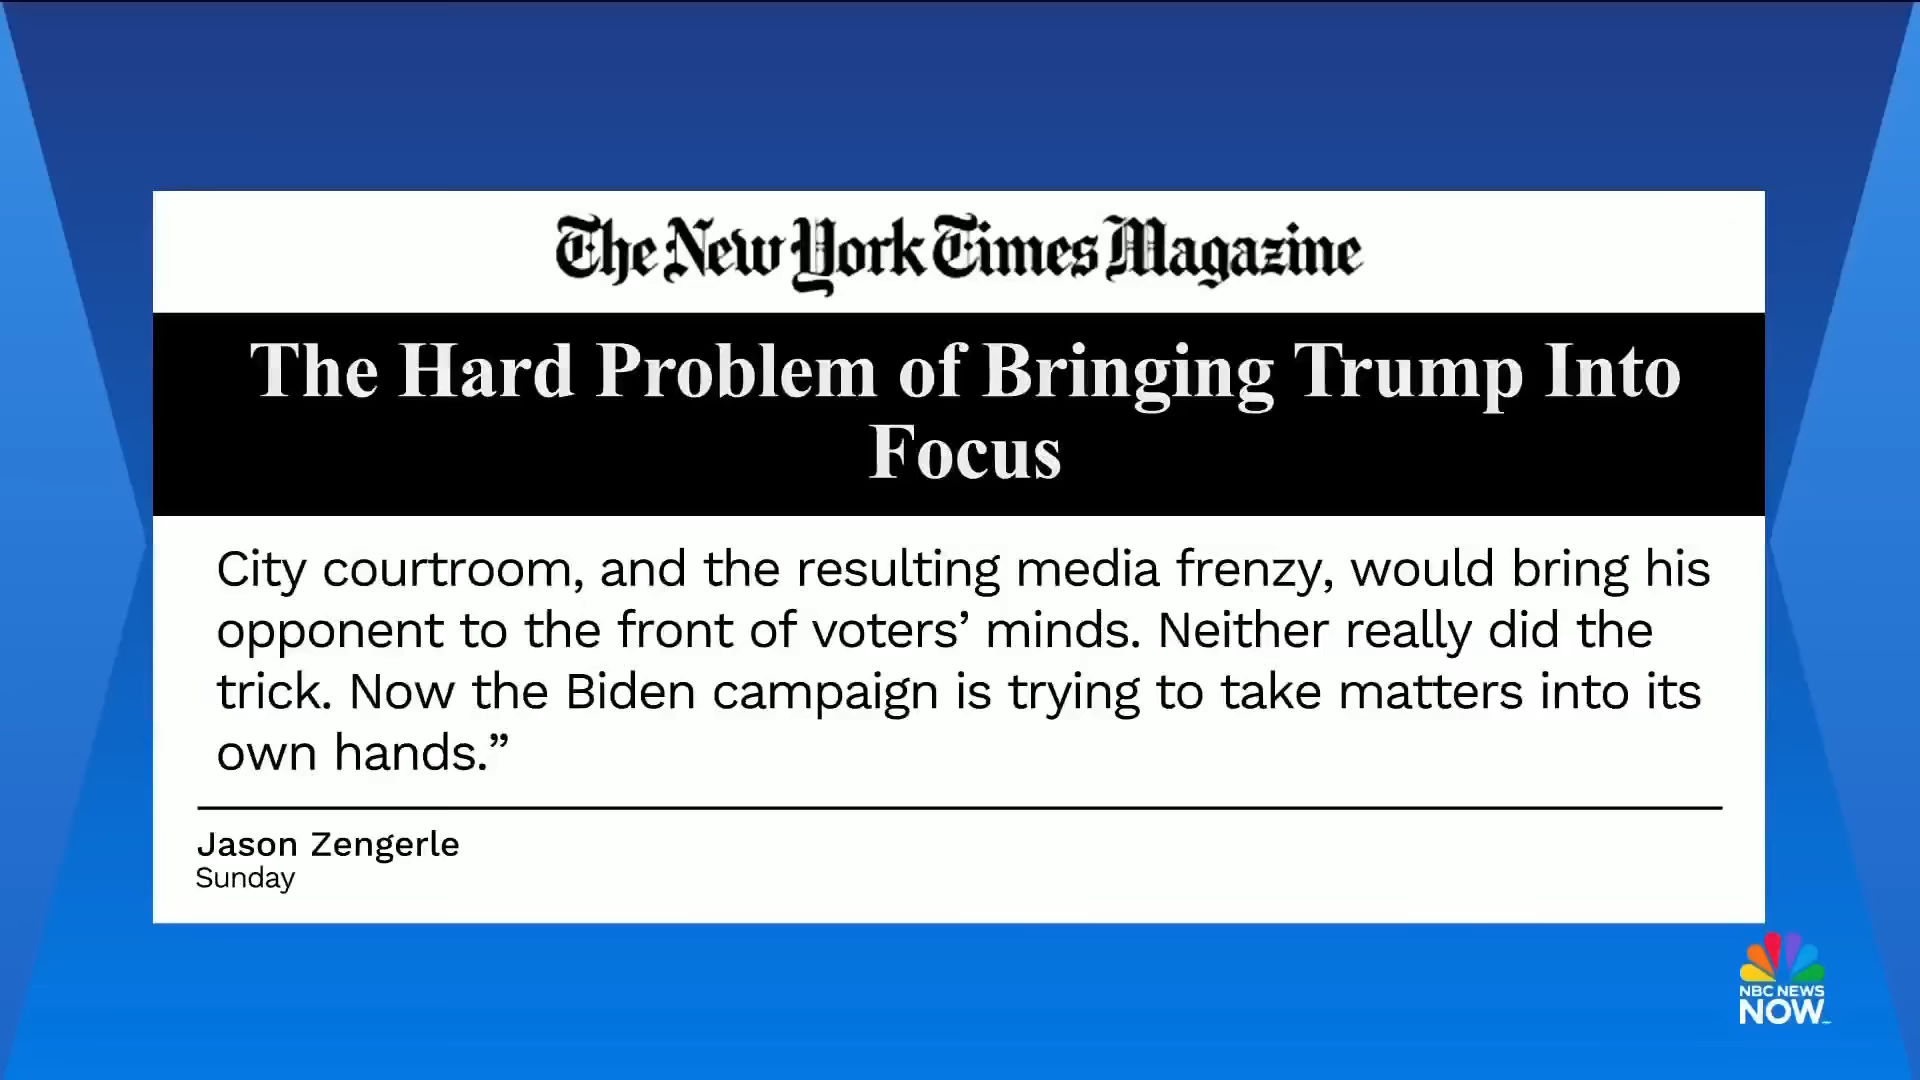 The New York Times Magazine
The Hard Problem of Bringing Trump Into
Focus
City courtroom, and the resulting media frenzy, would bring his
opponent to the front of voters’ minds. Neither really did the
trick. Now the Biden campaign is trying to take matters into its
own hands.”
Jason Zengerle
Sunday
NBC NEWS
NOW